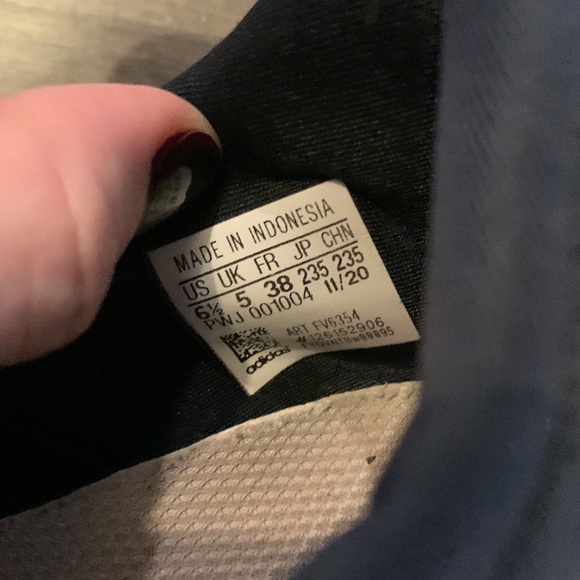 MADE IN INDONESIA
US UK FR JP CHN
6½ 5 38 235 235
PWJ 001004 11/20
ART FV6354
#126152906
adidas